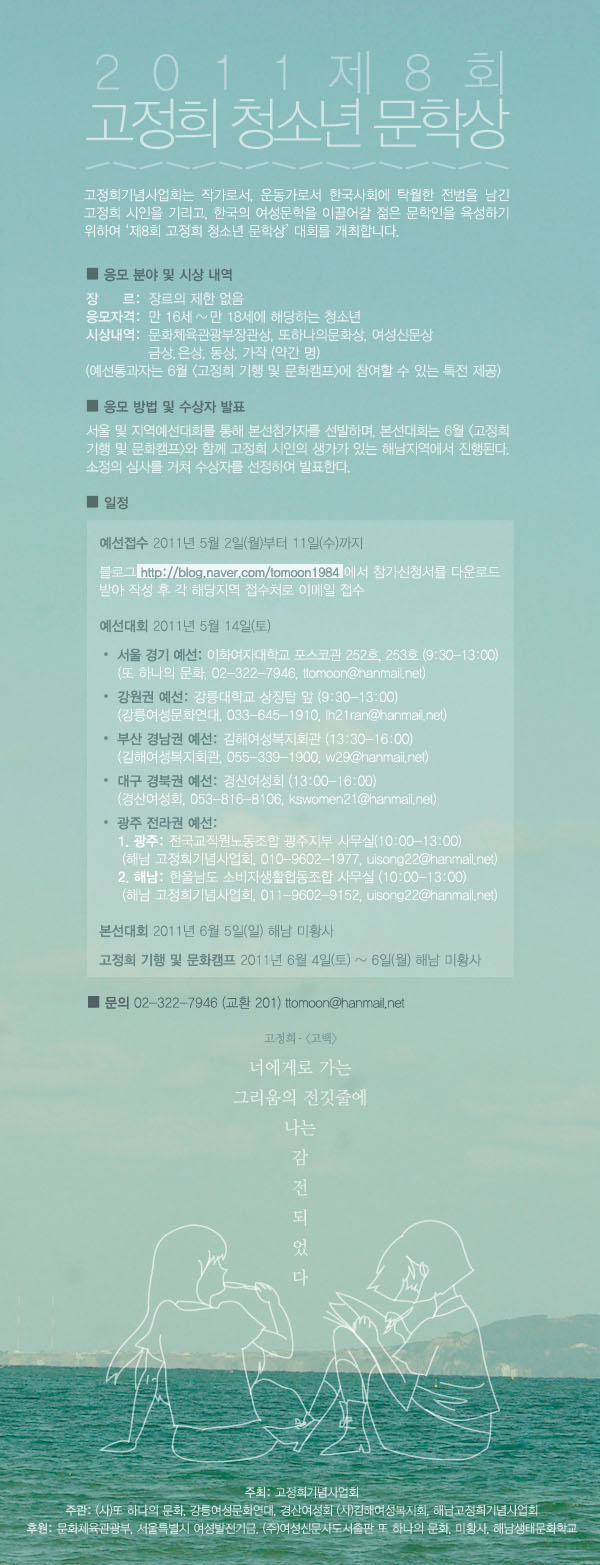 2011제8회
고정희 청소년 문학상
고정희기념사업회는 작가로서, 운동가로서 한국사회에 탁월한 전범을 남긴
고정희 시인을 기리고, 한국의 여성문학을 이끌어갈 젊은 문학인을 육성하기
위하여 '제8회 고정희 청소년 문학상' 대회를 개최합니다.
■ 응모 분야 및 시상 내역
장 르: 장르의 제한 없음
응모자격: 만 16세 ~ 만 18세에 해당하는 청소년
시상내역: 문화체육관광부장관상, 또하나의문화상, 여성신문상
금상,은상, 동상, 가작 (약간 명)
(예선통과자는 6월 <고정희 기행 및 문화캠프>에 참여할 수 있는 특전 제공)
■ 응모 방법 및 수상자 발표
서울 및 지역예선대회를 통해 본선참가자를 선발하며, 본선대회는 6월 <고정희
기행 및 문화캠프>와 함께 고정희 시인의 생가가 있는 해남지역에서 진행된다.
소정의 심사를 거쳐 수상자를 선정하여 발표한다.
■ 일정
예선접수 2011년 5월 2일(월)부터 11일(수)까지
블로그 http://blog.naver.com/tomoon1984 에서 참가신청서를 다운로드
받아 작성 후 각 해당지역 접수처로 이메일 접수
예선대회 2011년 5월 14일(토)
• 서울 경기 예선: 이화여자대학교 포스코관 252호, 253호 (9:30-13:00)
(또 하나의 문화, 02-322-7946, ttomoon@hanmail.net)
• 강원권 예선: 강릉대학교 상징탑 앞 (9:30-13:00)
(강릉여성문화연대, 033-645-1910, lh21ran@hanmail.net)
• 부산 경남권 예선: 김해여성복지회관 (13:30-16:00)
(김해여성복지회관, 055-339-1900, w29@hanmail.net)
• 대구 경북권 예선: 경산여성회 (13:00-16:00)
(경산여성회, 053-816-8106, kswomen21@hanmail.net)
• 광주 전라권 예선:
1. 광주: 전국교직원노동조합 광주지부 사무실(10:00-13:00)
(해남 고정희기념사업회, 010-9602-1977, uisong22@hanmail.net)
2. 해남: 한울남도 소비자생활협동조합 사무실 (10:00-13:00)
(해남 고정희기념사업회, 011-9602-9152, uisong22@hanmail.net)
본선대회 2011년 6월 5일(일) 해남 미황사
고정희 기행 및 문화캠프 2011년 6월 4일(토) ~ 6일(월) 해남 미황사
■ 문의 02-322-7946 (교환 201) ttomoon@hanmail.net
고정희 - <고백>
너에게로 가는
그리움의 전깃줄에
나는
감
전
되
었
다
주최: 고정희기념사업회
주관: (사)또 하나의 문화, 강릉여성문화연대, 경산여성회 (사)김해여성복지회, 해남고정희기념사업회
후원: 문화체육관광부, 서울특별시 여성발전기금, (주)여성신문사도서출판 또 하나의 문화, 미황사, 해남생태문화학교